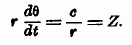 r dθ/dt = c/r = Z.